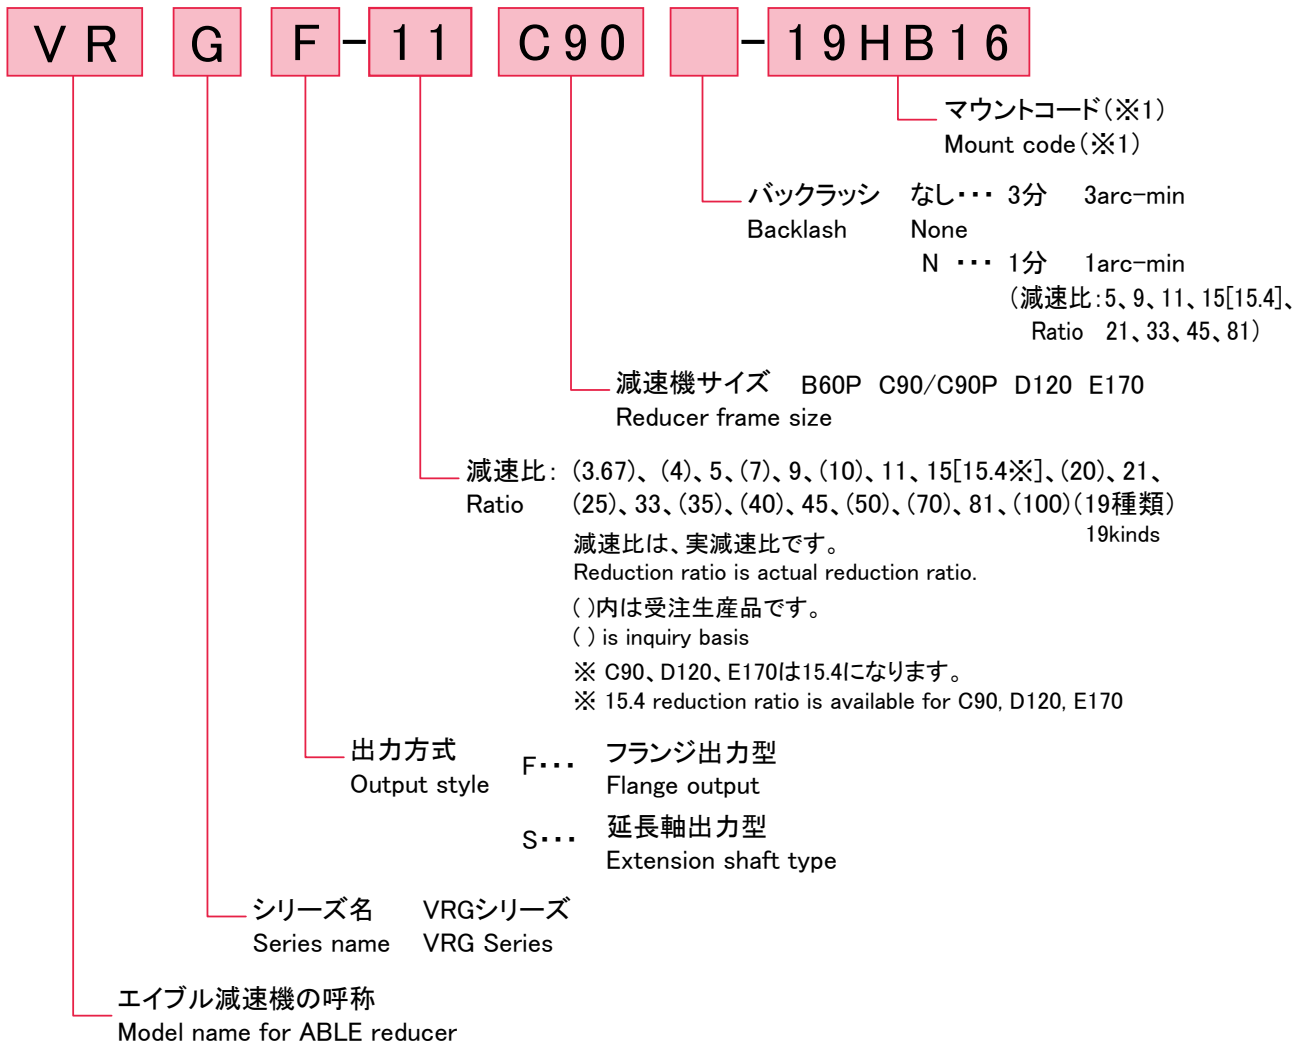 VR G F-11 C90 -19HB16
マウントコード(※1)
Mount code(※1)
バックラッシ なし・・・ 3分 3arc-min
Backlash None
N ・・・ 1分 1arc-min
(減速比:5、9、11、15[15.4]、
Ratio 21、33、45、81)
減速機サイズ B60P C90/C90P D120 E170
Reducer frame size
減速比: (3.67)、(4)、5、(7)、9、(10)、11、15[15.4※]、(20)、21、
Ratio (25)、33、(35)、(40)、45、(50)、(70)、81、(100)(19種類)
19kinds
減速比は、実減速比です。
Reduction ratio is actual reduction ratio.
( )内は受注生産品です。
( ) is inquiry basis
※ C90、D120、E170は15.4になります。
※ 15.4 reduction ratio is available for C90, D120, E170
出力方式 F・・・ フランジ出力型
Output style Flange output
S・・・ 延長軸出力型
Extension shaft type
シリーズ名 VRGシリーズ
Series name VRG Series
エイブル減速機の呼称
Model name for ABLE reducer